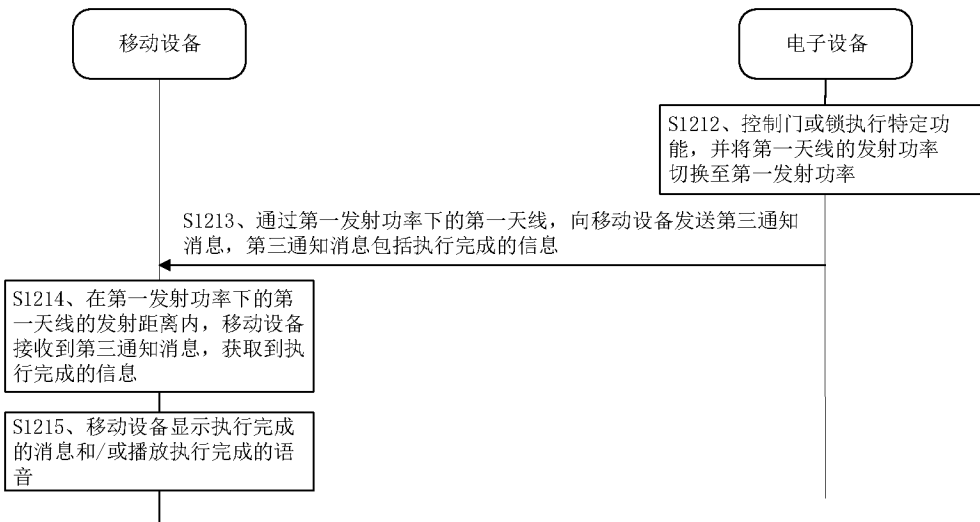 移动设备
电子设备
S1212、控制门或锁执行特定功
能，并将第一天线的发射功率
切换至第一发射功率
S1213、通过第一发射功率下的第一天线，向移动设备发送第三通知
消息，第三通知消息包括执行完成的信息
S1214、在第一发射功率下的第
一天线的发射距离内，移动设备
接收到第三通知消息，获取到执
行完成的信息
S1215、移动设备显示执行完成
的消息和/或播放执行完成的语
音